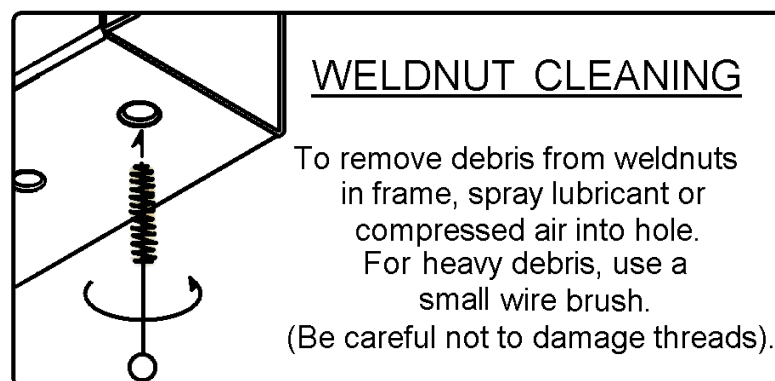 WELDNUT CLEANING
To remove debris from weldnuts
in frame, spray lubricant or
compressed air into hole.
For heavy debris, use a
small wire brush.
(Be careful not to damage threads).